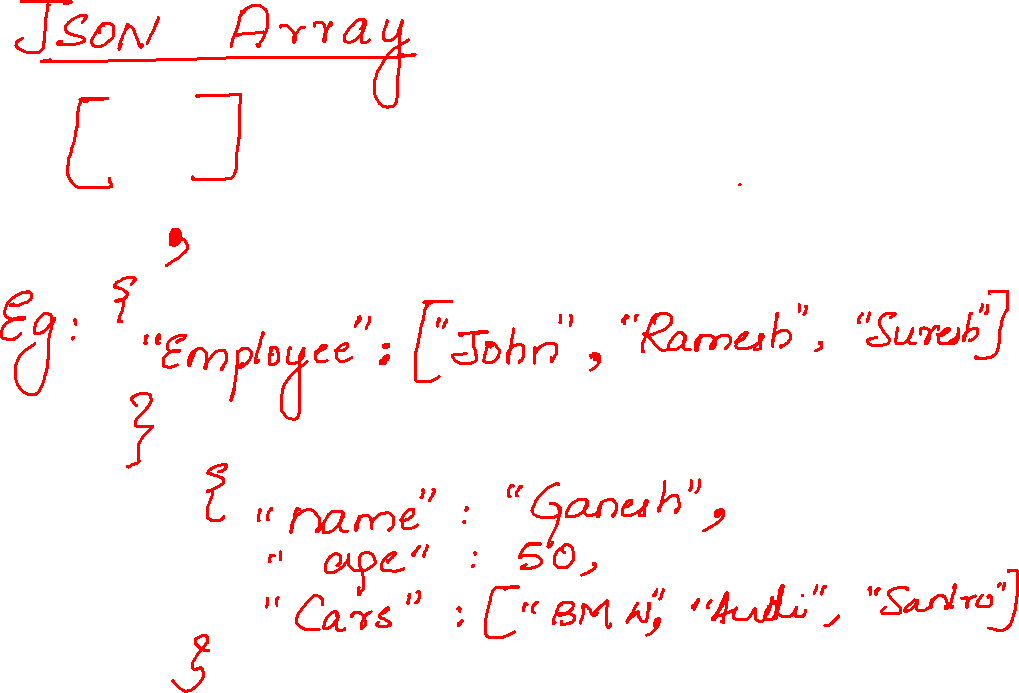 JSON Array
[ ]
,
Eg: {
"Employee": ["John", "Ramesh", "Suresh"]
}
{
"name" : "Ganesh",
"age" : 50,
"Cars" : ["BMW", "Audi", "Santro"]
}